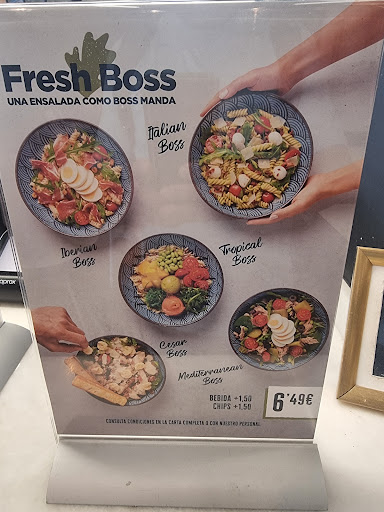 Fresh Boss
UNA ENSALADA COMO BOSS MANDA
Italian
Boss
Iberian
Boss
Tropical
Boss
Cesar
Boss
Mediterranean
Boss
BEBIDA +1,50
CHIPS +1,50
6'49€
CONSULTA CONDICIONES EN LA CARTA COMPLETA O CON NUESTRO PERSONAL